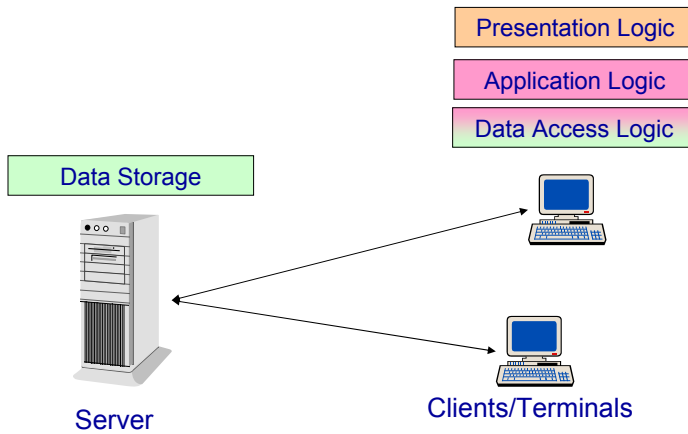 Presentation Logic
Application Logic
Data Access Logic
Data Storage
Server
Clients/Terminals